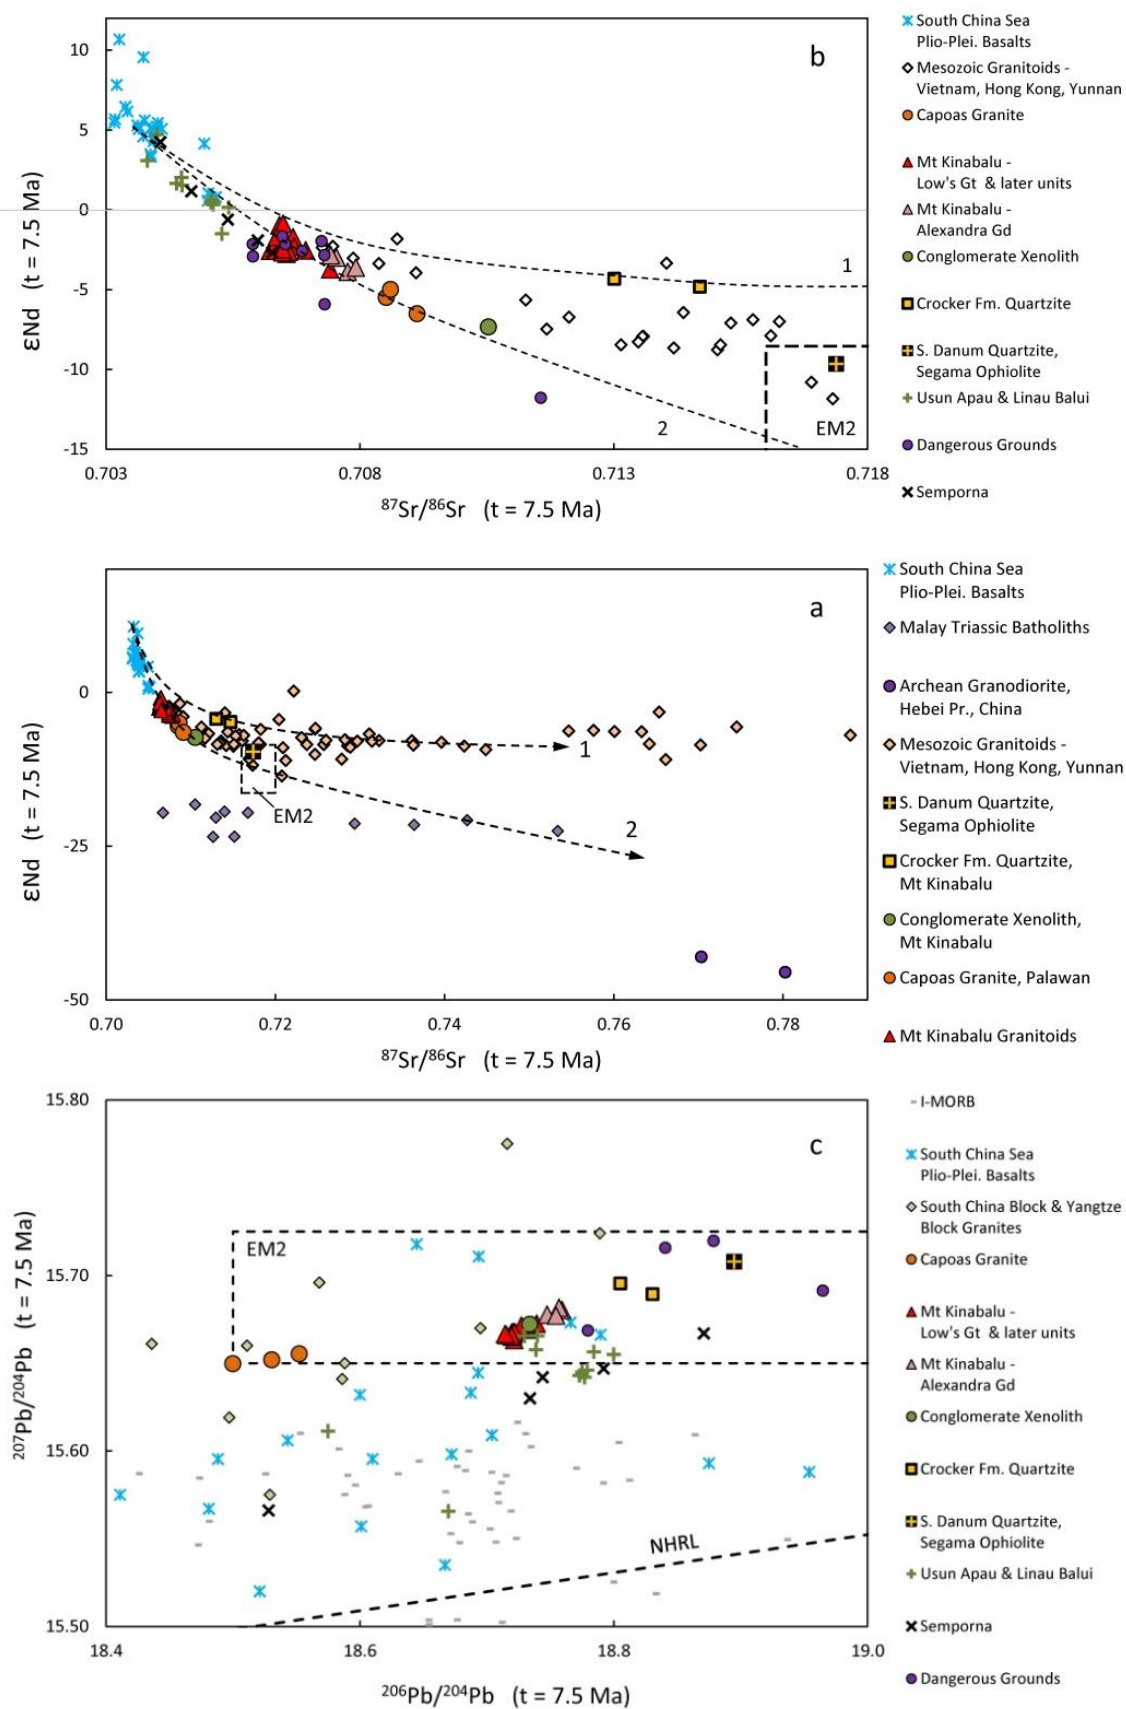 b
10
5
0
-5
-10
-15
0.703
0.708
0.713
0.718
εNd (t = 7.5 Ma)
87Sr/86Sr (t = 7.5 Ma)
1
2
EM2
South China Sea
Plio-Plei. Basalts
Mesozoic Granitoids -
Vietnam, Hong Kong, Yunnan
Capoas Granite
Mt Kinabalu -
Low's Gt & later units
Mt Kinabalu -
Alexandra Gd
Conglomerate Xenolith
Crocker Fm. Quartzite
S. Danum Quartzite,
Segama Ophiolite
Usun Apau & Linau Balui
Dangerous Grounds
Semporna
a
0
-25
-50
0.70
0.72
0.74
0.76
0.78
εNd (t = 7.5 Ma)
87Sr/86Sr (t = 7.5 Ma)
1
2
EM2
South China Sea
Plio-Plei. Basalts
Malay Triassic Batholiths
Archean Granodiorite,
Hebei Pr., China
Mesozoic Granitoids -
Vietnam, Hong Kong, Yunnan
S. Danum Quartzite,
Segama Ophiolite
Crocker Fm. Quartzite,
Mt Kinabalu
Conglomerate Xenolith,
Mt Kinabalu
Capoas Granite, Palawan
Mt Kinabalu Granitoids
c
15.80
15.70
15.60
15.50
18.4
18.6
18.8
19.0
207Pb/204Pb (t = 7.5 Ma)
206Pb/204Pb (t = 7.5 Ma)
EM2
NHRL
I-MORB
South China Sea
Plio-Plei. Basalts
South China Block & Yangtze
Block Granites
Capoas Granite
Mt Kinabalu -
Low's Gt & later units
Mt Kinabalu -
Alexandra Gd
Conglomerate Xenolith
Crocker Fm. Quartzite
S. Danum Quartzite,
Segama Ophiolite
Usun Apau & Linau Balui
Semporna
Dangerous Grounds